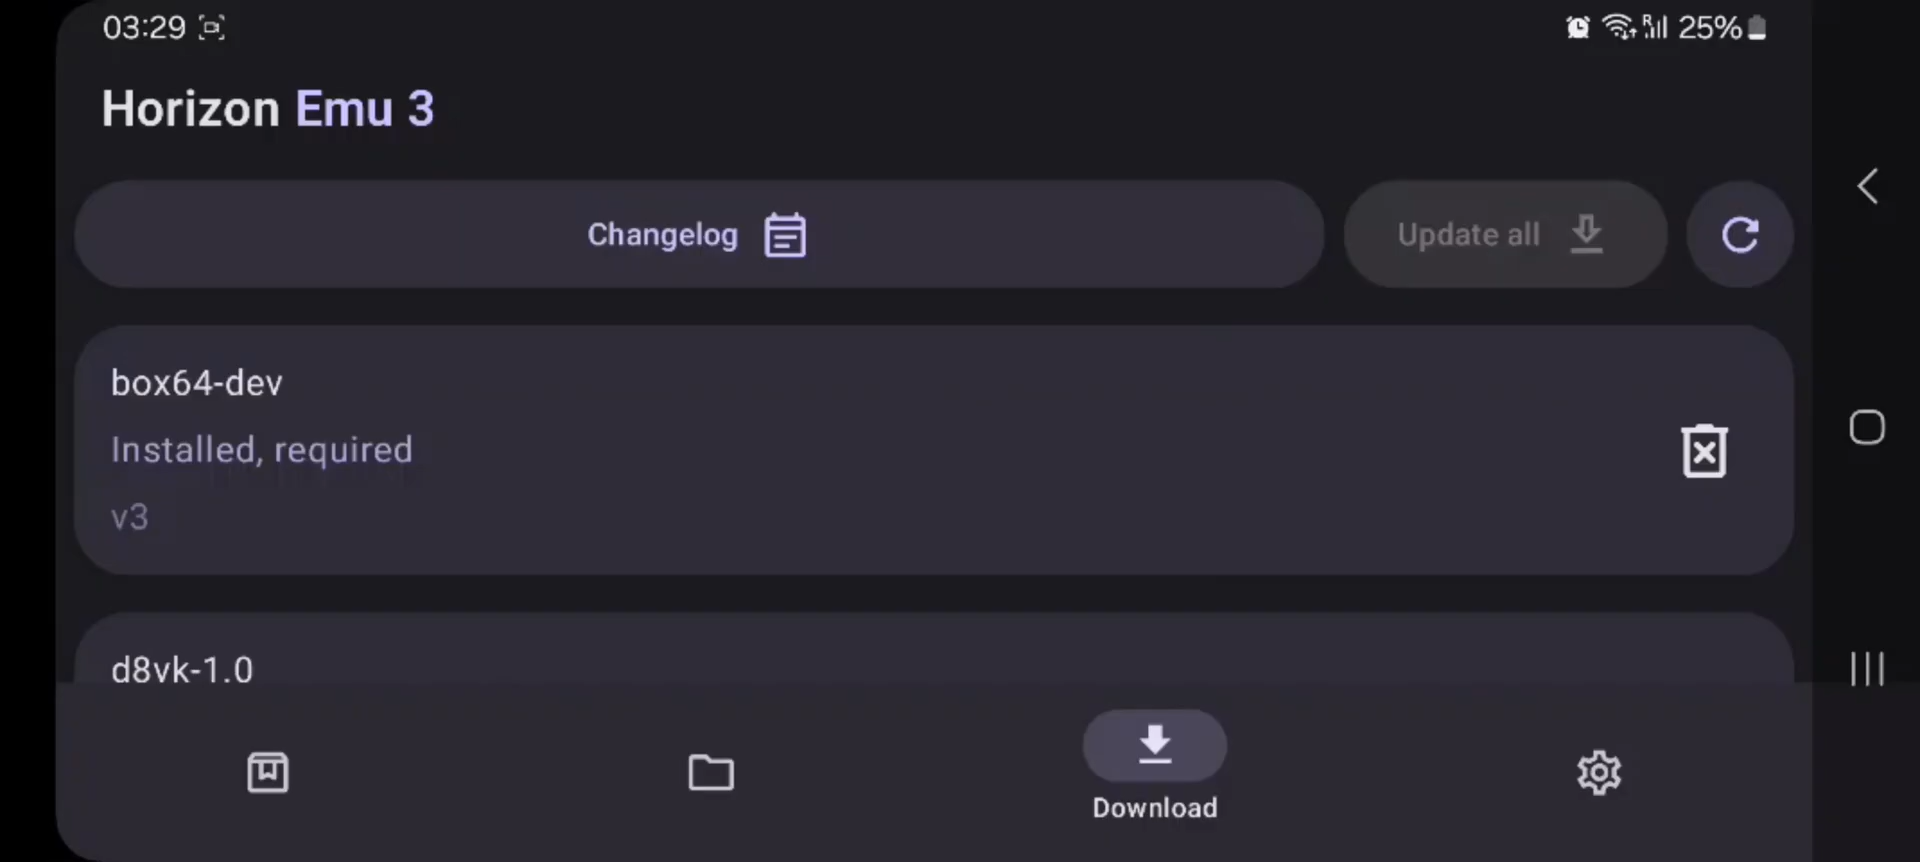 03:29
R 25%
Horizon Emu 3
Changelog
Update all
box64-dev
Installed, required
v3
d8vk-1.0
Download